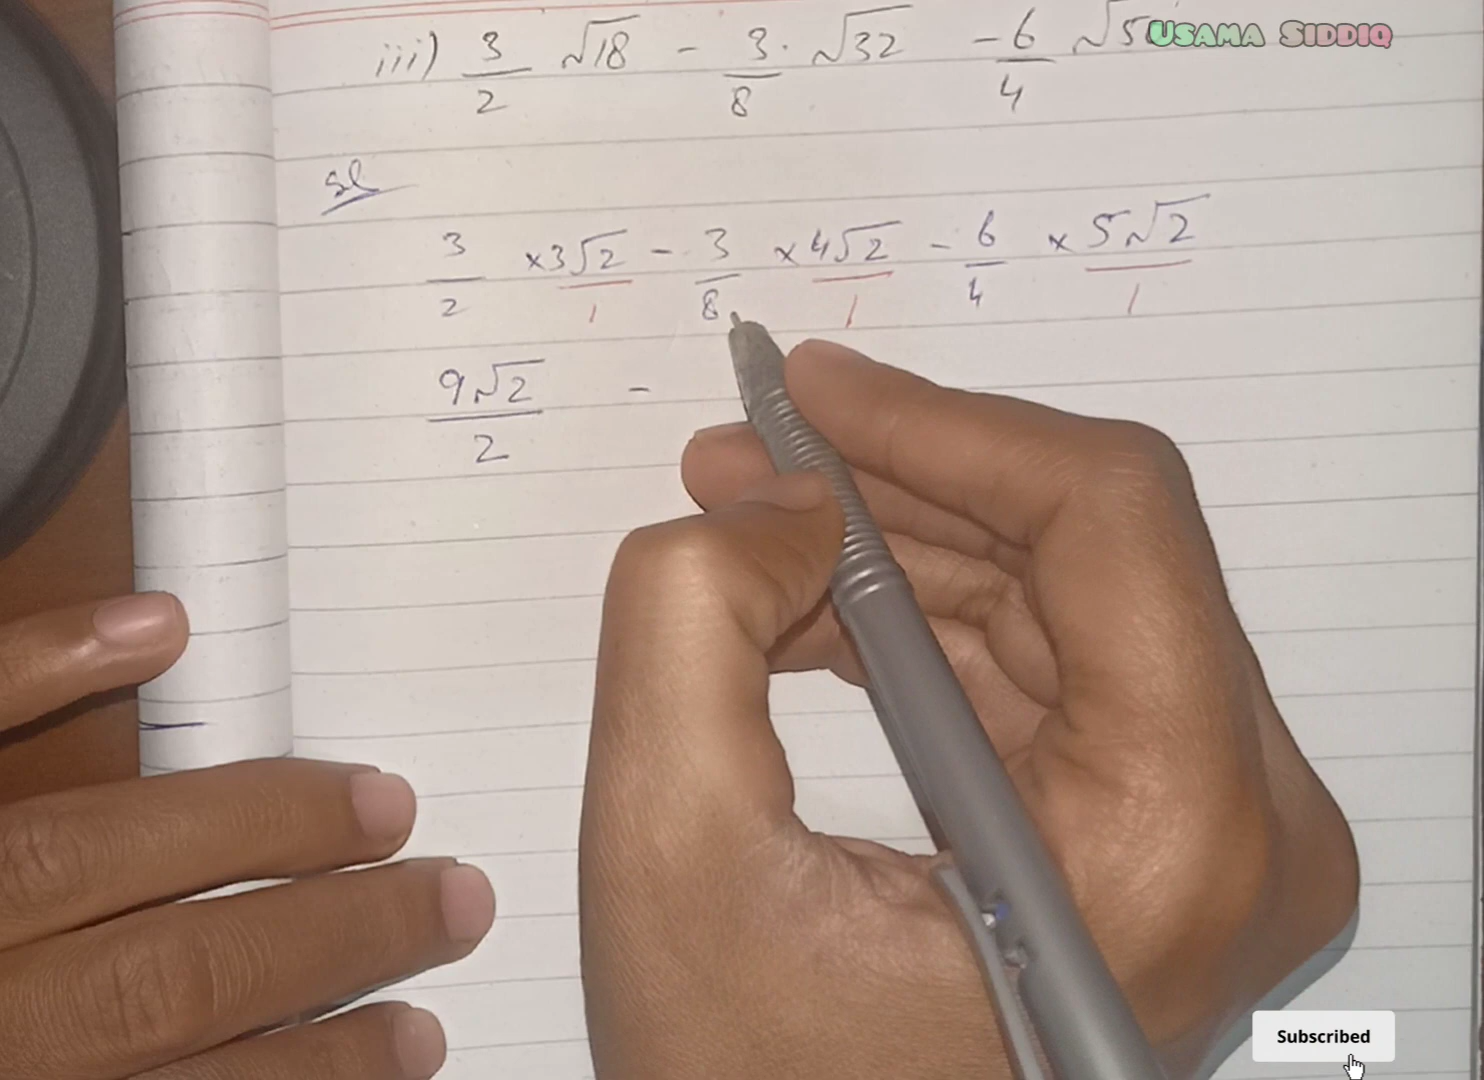 iii) 3/2 √18 - 3/8 · √32 - 6/4 √5
USAMA SIDDIQ
Sol
3/2 × 3√2/1 - 3/8 × 4√2/1 - 6/4 × 5√2/1
9√2/2 -
Subscribed